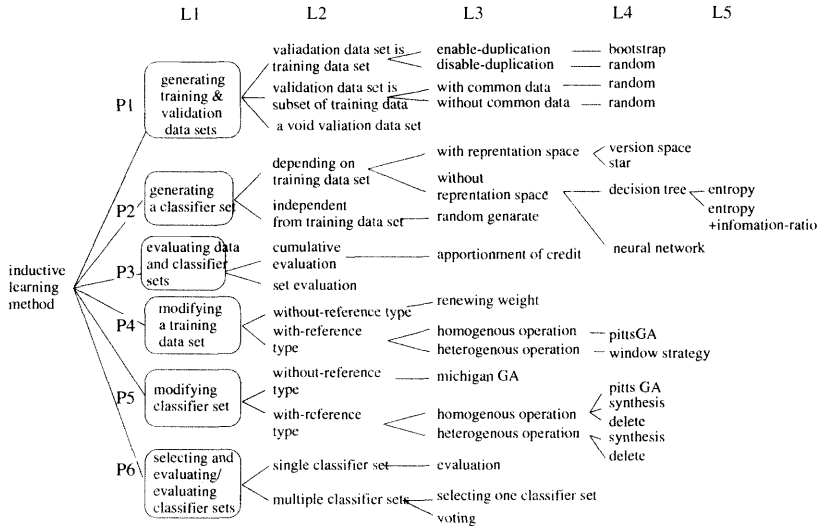 L1 L2 L3 L4 L5
valiadation data set is enable-duplication bootstrap
training data set disable-duplication random
generating
training &
validation
data sets
P1
validation data set is with common data random
subset of training data without common data random
a void valiation data set
depending on with reprentation space version space
training data set star
without
reprentation space decision tree entropy
entropy
+infomation-ratio
P2
generating
a classifier set
independent
from training data set random genarate
neural network
inductive
learning
method
P3
evaluating data
and classifier
sets
cumulative
evaluation apportionment of credit
set evaluation
P4
modifying
a training
data set
without-reference type renewing weight
with-reference homogenous operation pittsGA
type heterogenous operation window strategy
P5
modifying
classifier set
without-reference michigan GA
type
with-reference homogenous operation pitts GA
type synthesis
delete
heterogenous operation synthesis
delete
P6
selecting and
evaluating/
evaluating
classifier sets
single classifier set evaluation
multiple classifier sets selecting one classifier set
voting